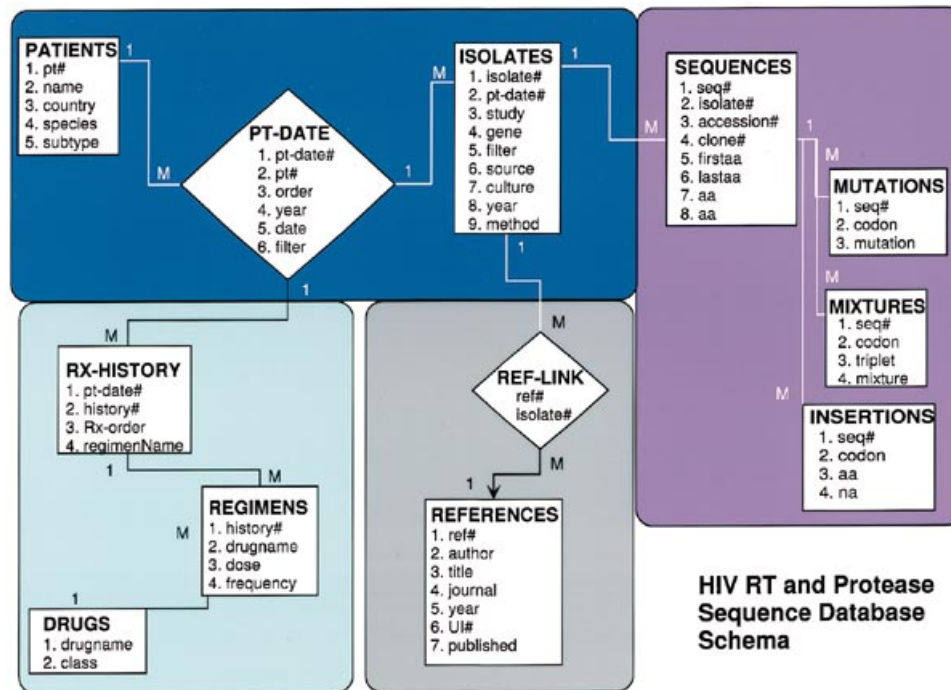 PATIENTS
1. pt#
2. name
3. country
4. species
5. subtype
1
M
PT-DATE
1. pt-date#
2. pt#
3. order
4. year
5. date
6. filter
1
M
1
ISOLATES
1. isolate#
2. pt-date#
3. study
4. gene
5. filter
6. source
7. culture
8. year
9. method
1
M
1
M
SEQUENCES
1. seq#
2. isolate#
3. accession#
4. clone#
5. firstaa
6. lastaa
7. aa
8. aa
1
M
MUTATIONS
1. seq#
2. codon
3. mutation
M
MIXTURES
1. seq#
2. codon
3. triplet
4. mixture
M
INSERTIONS
1. seq#
2. codon
3. aa
4. na
M
RX-HISTORY
1. pt-date#
2. history#
3. Rx-order
4. regimenName
1
M
REGIMENS
1. history#
2. drugname
3. dose
4. frequency
M
1
DRUGS
1. drugname
2. class
REF-LINK
ref#
isolate#
M
1
REFERENCES
1. ref#
2. author
3. title
4. journal
5. year
6. UI#
7. published
HIV RT and Protease
Sequence Database
Schema